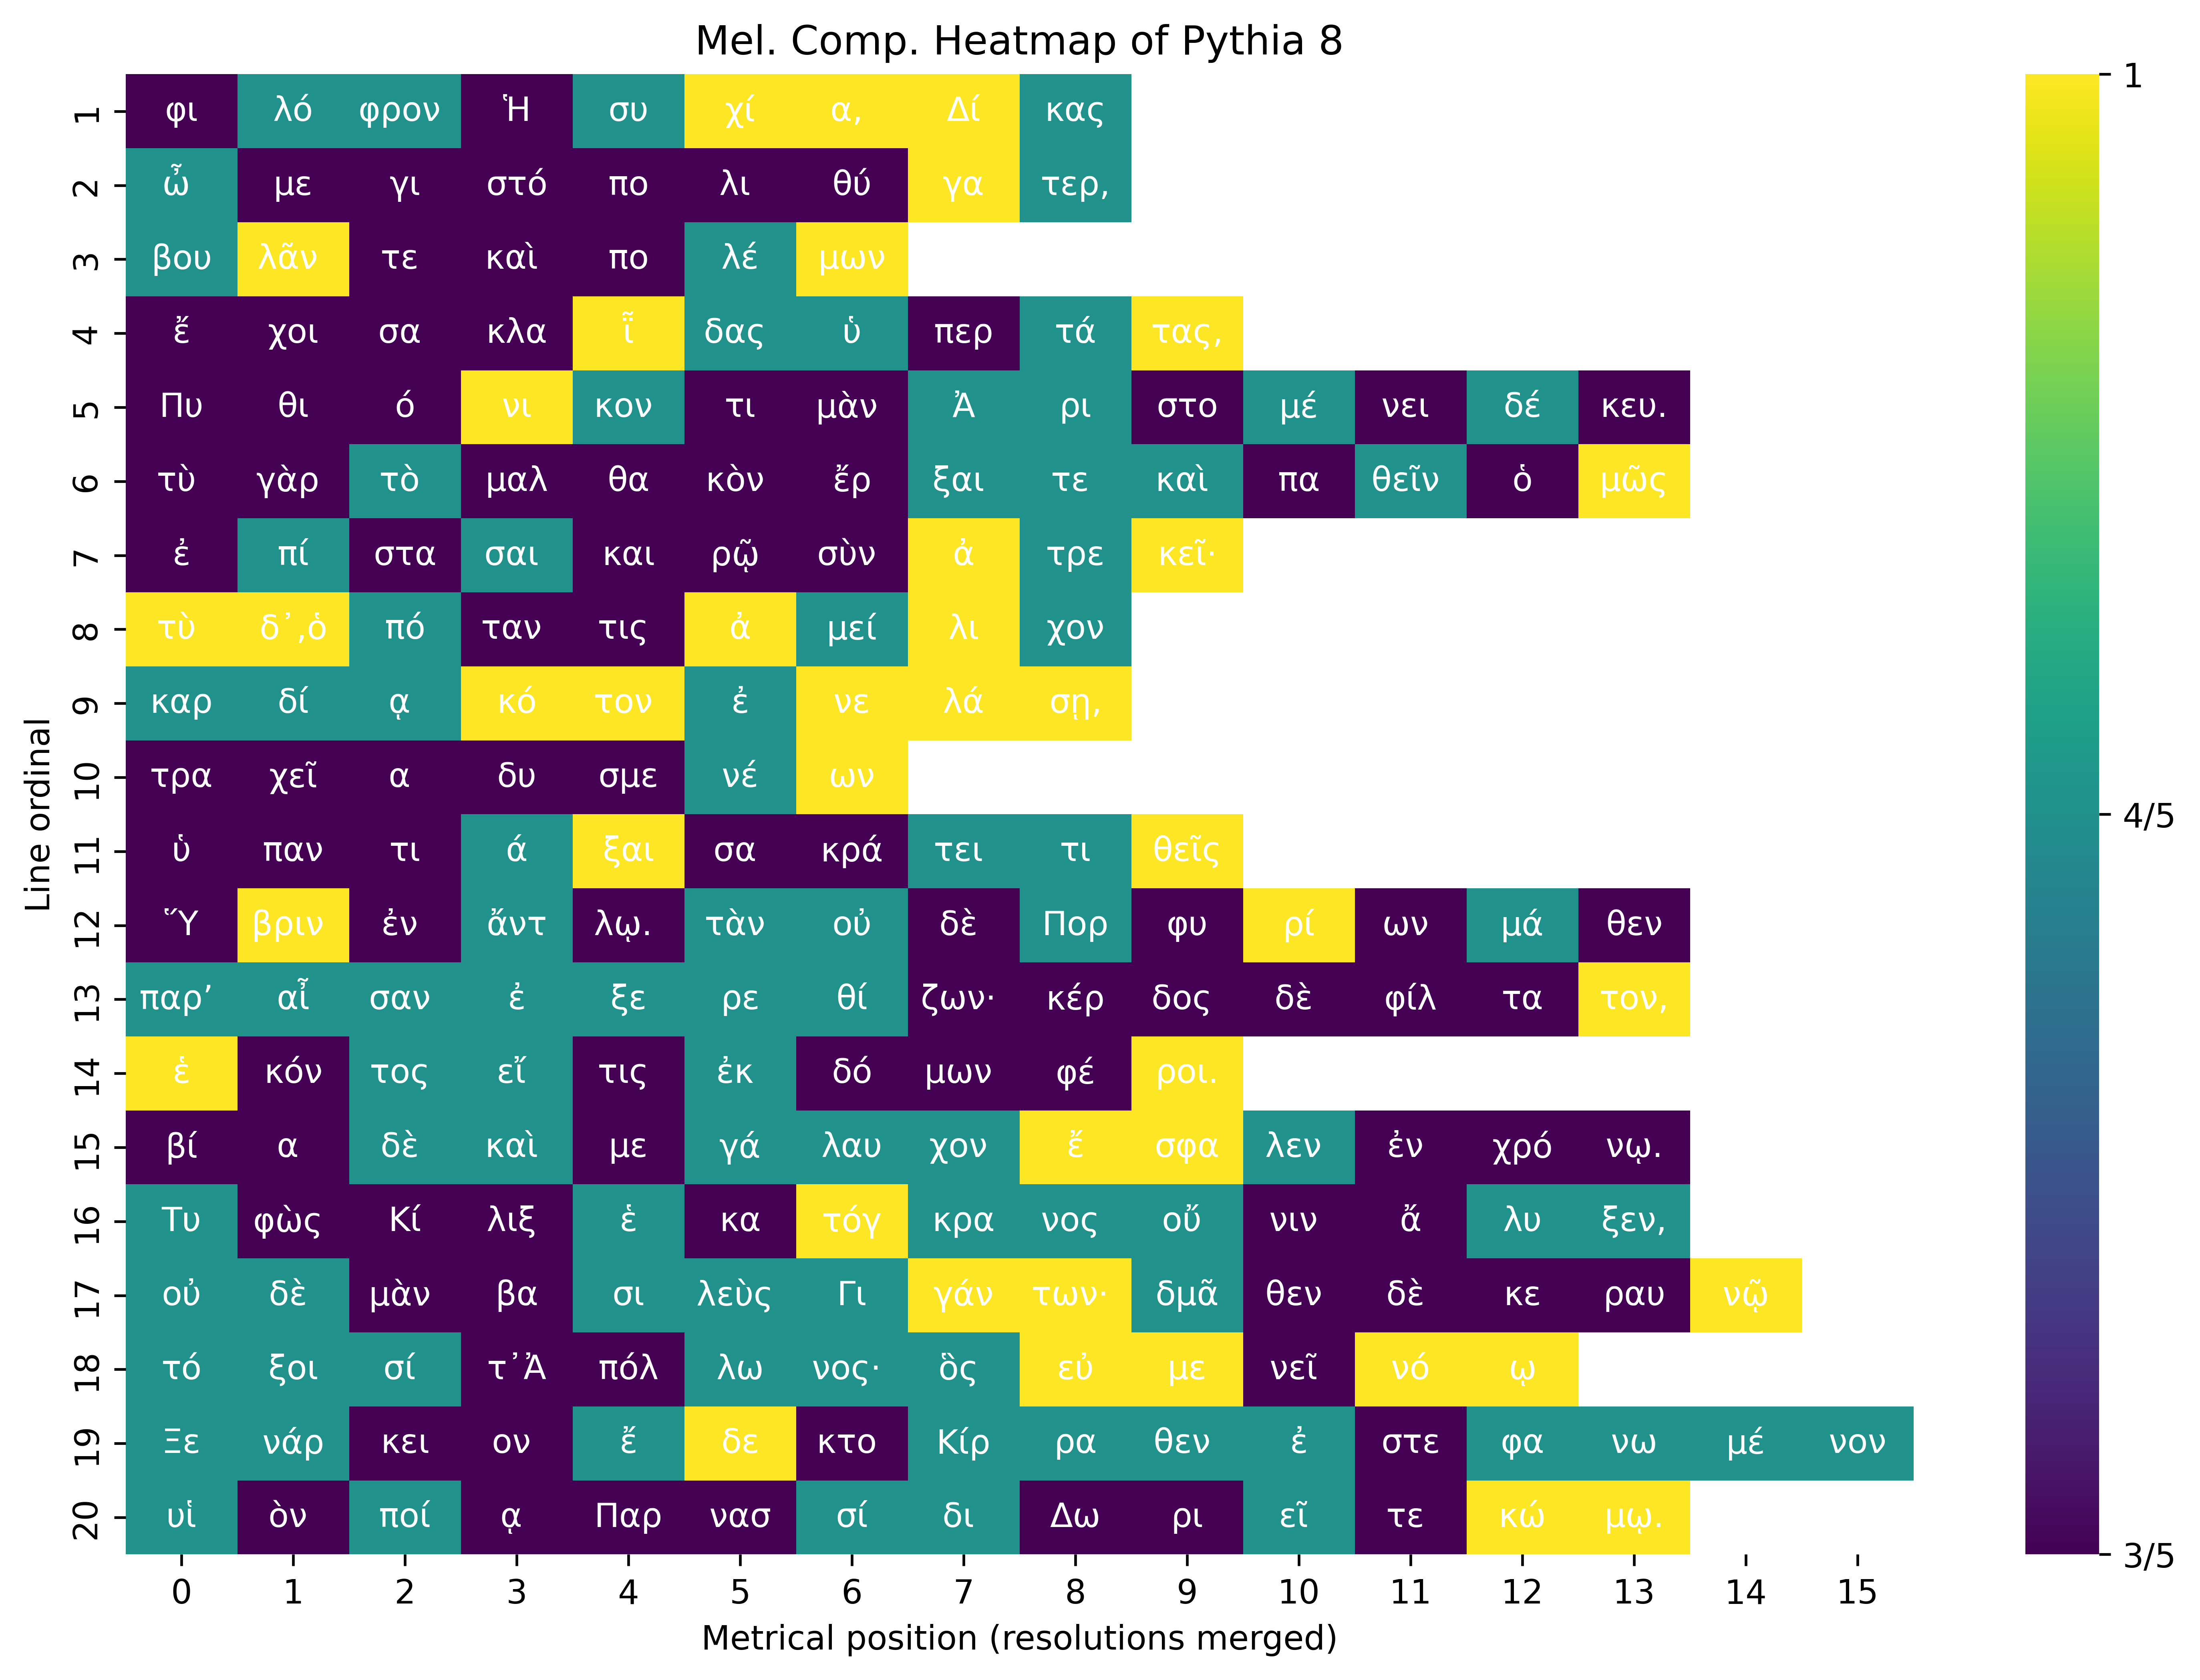 Mel. Comp. Heatmap of Pythia 8
1 φι λό φρον Ἡ συ χί α, Δί κας
2 ὦ με γι στό πο λι θύ γα τερ,
3 βου λᾶν τε καὶ πο λέ μων
4 ἔ χοι σα κλα ῗ δας ὑ περ τά τας,
5 Πυ θι ό νι κον τι μὰν Ἀ ρι στο μέ νει δέ κευ.
6 τὺ γὰρ τὸ μαλ θα κὸν ἔρ ξαι τε καὶ πα θεῖν ὁ μῶς
7 ἐ πί στα σαι και ρῷ σὺν ἀ τρε κεῖ·
8 τὺ δ᾽,ὁ πό ταν τις ἀ μεί λι χον
9 καρ δί ᾳ κό τον ἐ νε λά σῃ,
10 τρα χεῖ α δυ σμε νέ ων
11 ὑ παν τι ά ξαι σα κρά τει τι θεῖς
12 Ὕ βριν ἐν ἄντ λῳ. τὰν οὐ δὲ Πορ φυ ρί ων μά θεν
13 παρ’ αἶ σαν ἐ ξε ρε θί ζων· κέρ δος δὲ φίλ τα τον,
14 ἑ κόν τος εἴ τις ἐκ δό μων φέ ροι.
15 βί α δὲ καὶ με γά λαυ χον ἔ σφα λεν ἐν χρό νῳ.
16 Τυ φὼς Κί λιξ ἑ κα τόγ κρα νος οὔ νιν ἄ λυ ξεν,
17 οὐ δὲ μὰν βα σι λεὺς Γι γάν των· δμᾶ θεν δὲ κε ραυ νῷ
18 τό ξοι σί τ᾽Ἀ πόλ λω νος· ὃς εὐ με νεῖ νό ῳ
19 Ξε νάρ κει ον ἔ δε κτο Κίρ ρα θεν ἐ στε φα νω μέ νον
20 υἱ ὸν ποί ᾳ Παρ νασ σί δι Δω ρι εῖ τε κώ μῳ.
0 1 2 3 4 5 6 7 8 9 10 11 12 13 14 15
Metrical position (resolutions merged)
Line ordinal
1
4/5
3/5